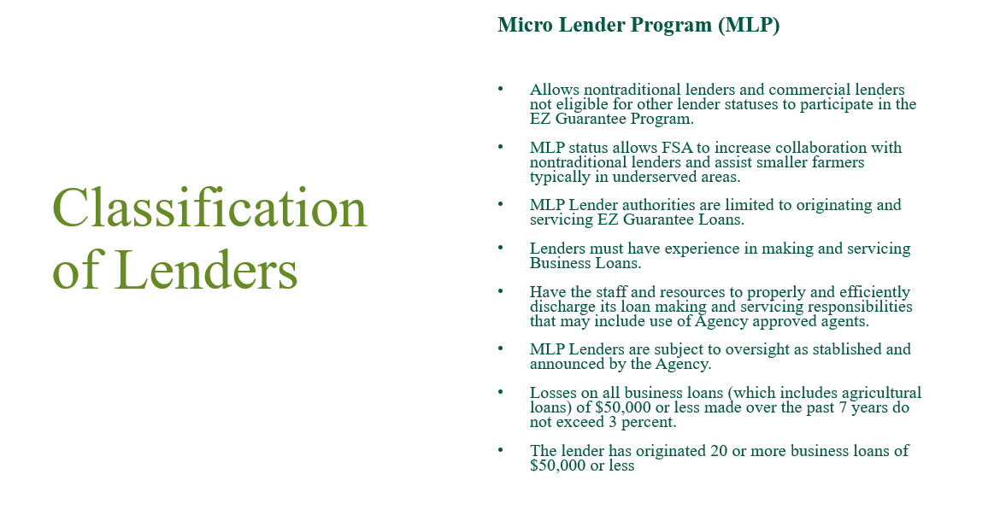 Classification
of Lenders
Micro Lender Program (MLP)
• Allows nontraditional lenders and commercial lenders
not eligible for other lender statuses to participate in the
EZ Guarantee Program.
• MLP status allows FSA to increase collaboration with
nontraditional lenders and assist smaller farmers
typically in underserved areas.
• MLP Lender authorities are limited to originating and
servicing EZ Guarantee Loans.
• Lenders must have experience in making and servicing
Business Loans.
• Have the staff and resources to properly and efficiently
discharge its loan making and servicing responsibilities
that may include use of Agency approved agents.
• MLP Lenders are subject to oversight as stablished and
announced by the Agency.
• Losses on all business loans (which includes agricultural
loans) of $50,000 or less made over the past 7 years do
not exceed 3 percent.
• The lender has originated 20 or more business loans of
$50,000 or less